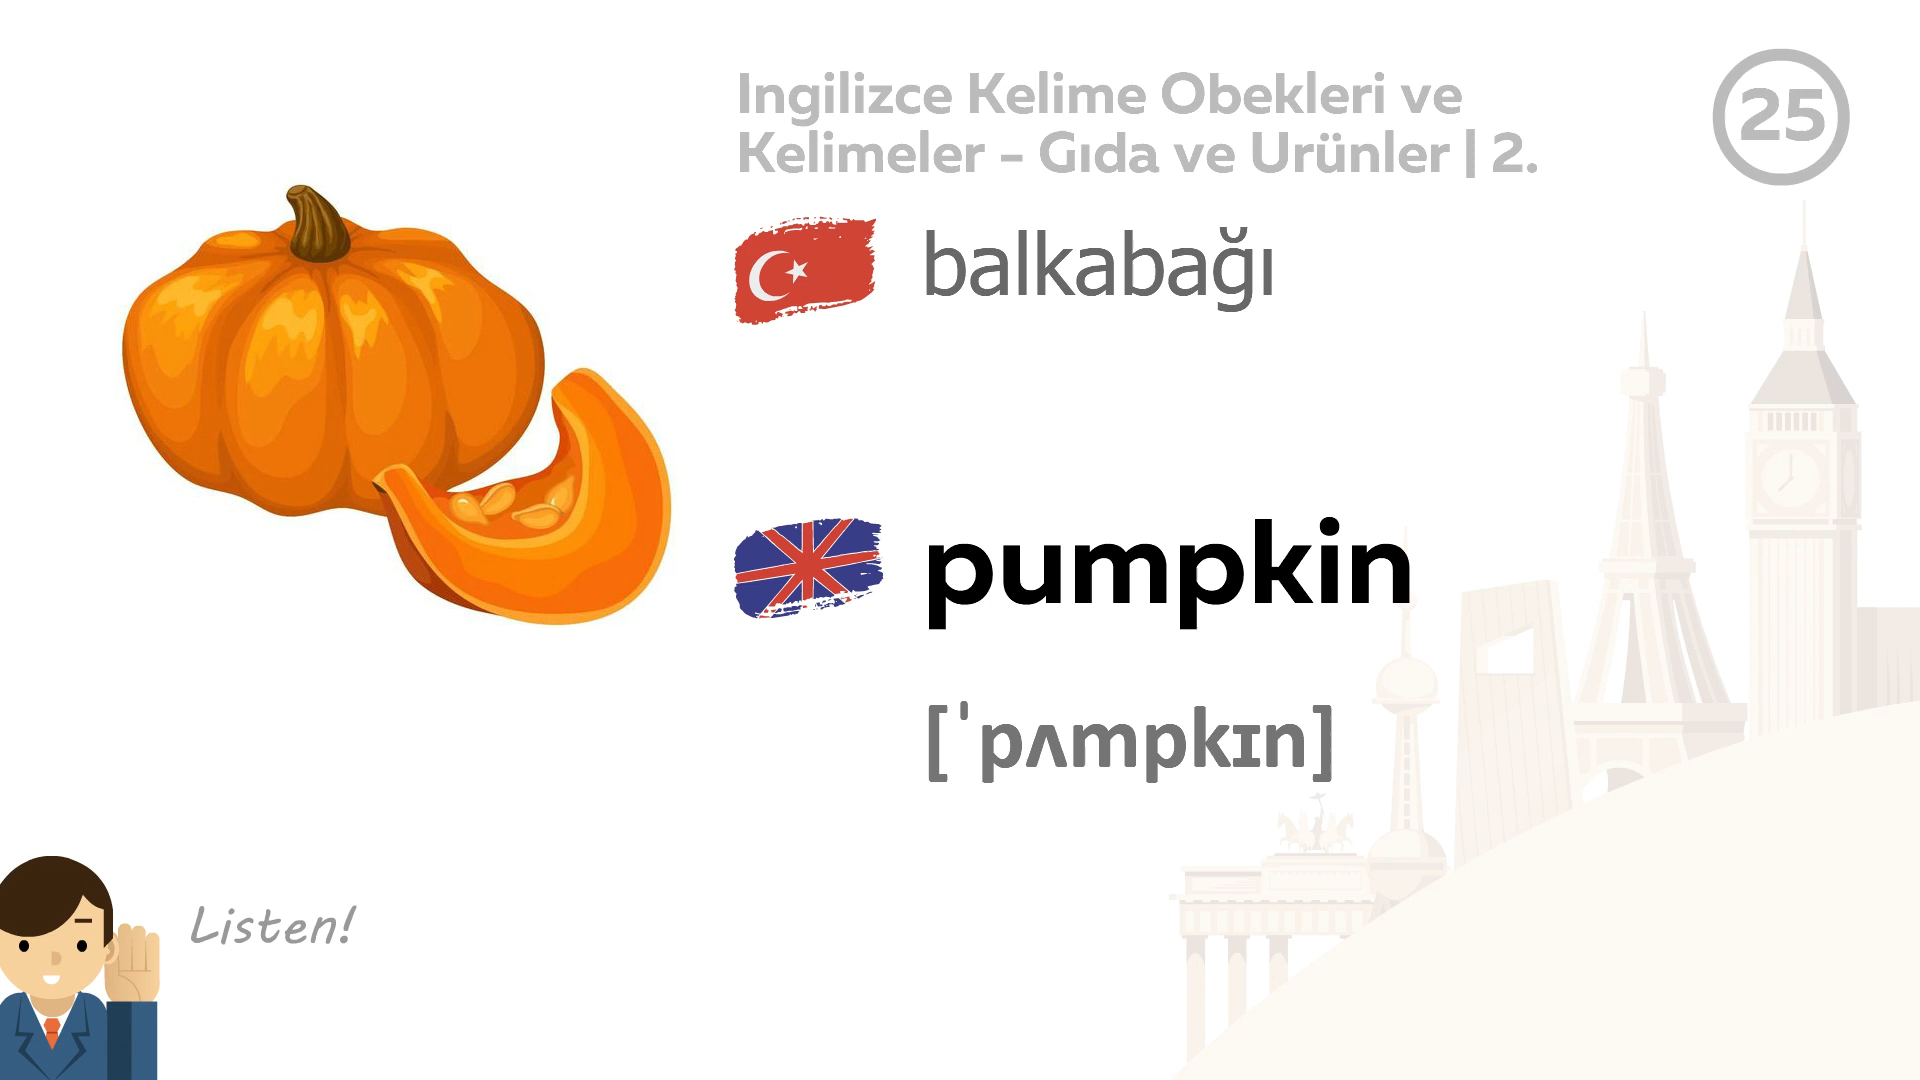 Ingilizce Kelime Obekleri ve
Kelimeler - Gıda ve Urünler | 2.
25
balkabağı
pumpkin
[ˈpʌmpkɪn]
Listen!